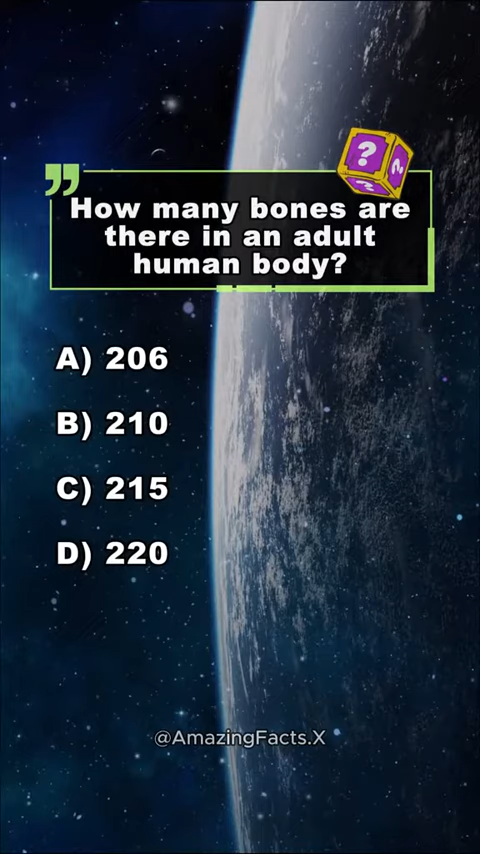 How many bones are
there in an adult
human body?
A) 206
B) 210
C) 215
D) 220
@AmazingFacts.X